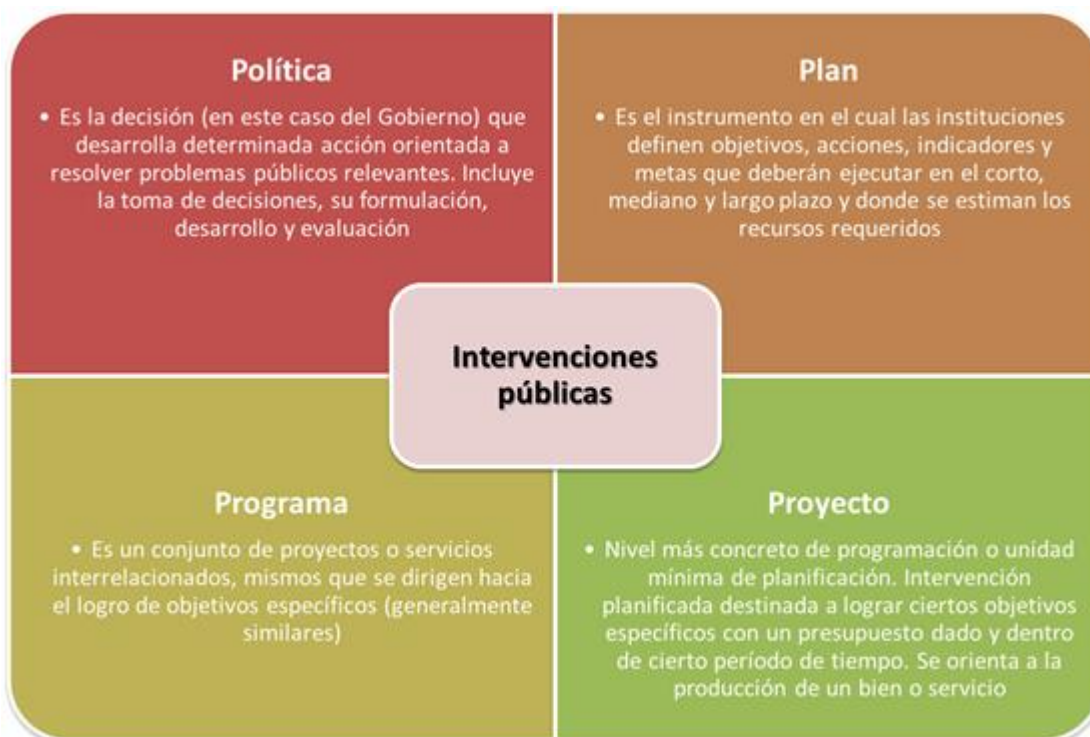 Política
• Es la decisión (en este caso del Gobierno) que
desarrolla determinada acción orientada a
resolver problemas públicos relevantes. Incluye
la toma de decisiones, su formulación,
desarrollo y evaluación
Plan
• Es el instrumento en el cual las instituciones
definen objetivos, acciones, indicadores y
metas que deberán ejecutar en el corto,
mediano y largo plazo y donde se estiman los
recursos requeridos
Intervenciones
públicas
Programa
• Es un conjunto de proyectos o servicios
interrelacionados, mismos que se dirigen hacia
el logro de objetivos específicos (generalmente
similares)
Proyecto
• Nivel más concreto de programación o unidad
mínima de planificación. Intervención
planificada destinada a lograr ciertos objetivos
específicos con un presupuesto dado y dentro
de cierto período de tiempo. Se orienta a la
producción de un bien o servicio